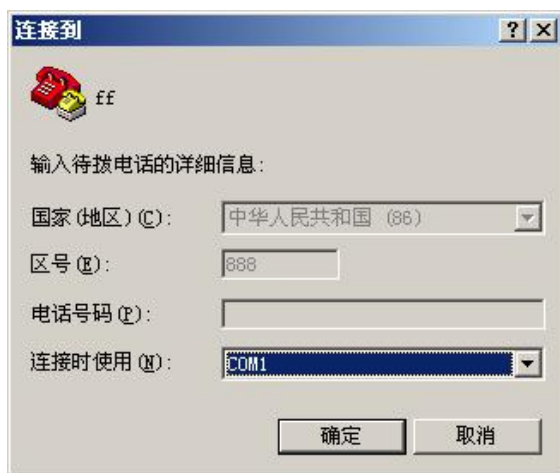 连接到
ff
输入待拨电话的详细信息:
国家(地区)(C): 中华人民共和国 (86)
区号(E): 888
电话号码(P):
连接时使用(N): COM1
确定 取消